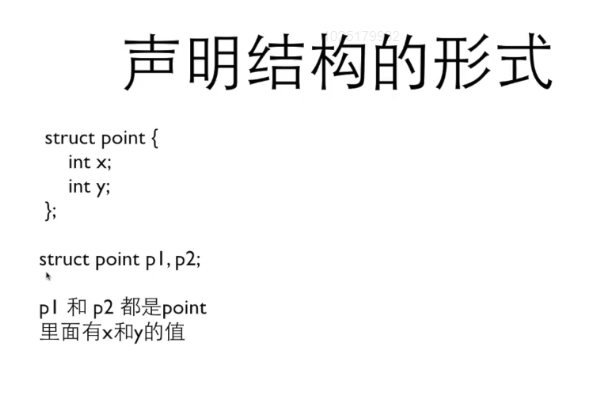 声明结构的形式
struct point {
int x;
int y;
};
struct point p1, p2;
p1 和 p2 都是point
里面有x和y的值